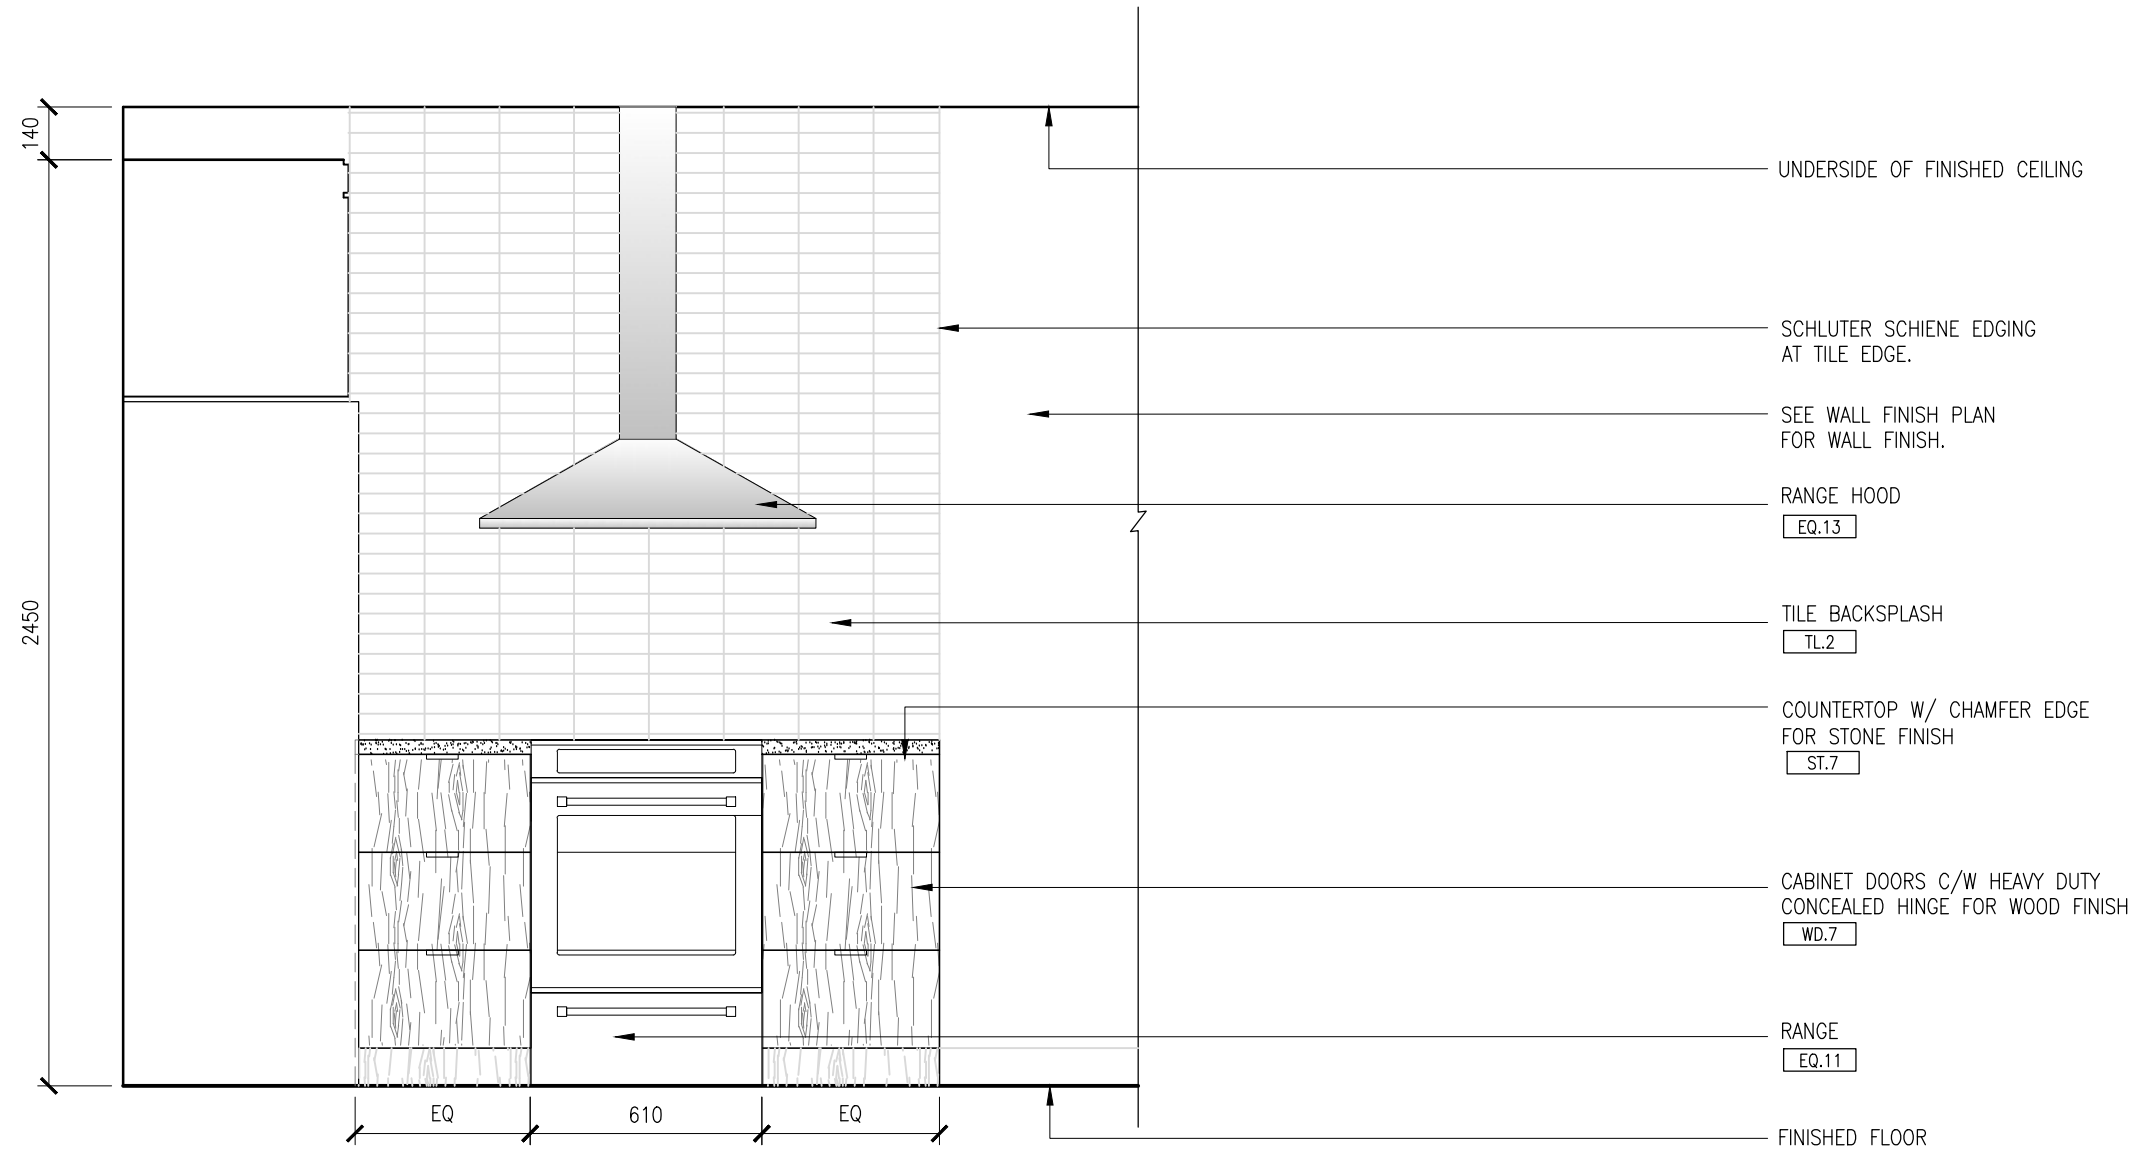 140
UNDERSIDE OF FINISHED CEILING
SCHLUTER SCHIENE EDGING
AT TILE EDGE.
SEE WALL FINISH PLAN
FOR WALL FINISH.
RANGE HOOD
EQ.13
2450
TILE BACKSPLASH
TL.2
COUNTERTOP W/ CHAMFER EDGE
FOR STONE FINISH
ST.7
CABINET DOORS C/W HEAVY DUTY
CONCEALED HINGE FOR WOOD FINISH
WD.7
RANGE
EQ.11
EQ
610
EQ
FINISHED FLOOR